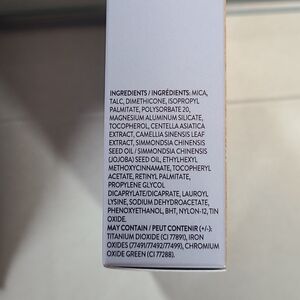 INGREDIENTS / INGRÉDIENTS: MICA,
TALC, DIMETHICONE, ISOPROPYL
PALMITATE, POLYSORBATE 20,
MAGNESIUM ALUMINUM SILICATE,
TOCOPHEROL, CENTELLA ASIATICA
EXTRACT, CAMELLIA SINENSIS LEAF
EXTRACT, SIMMONDSIA CHINENSIS
SEED OIL / SIMMONDSIA CHINENSIS
(JOJOBA) SEED OIL, ETHYLHEXYL
METHOXYCINNAMATE, TOCOPHERYL
ACETATE, RETINYL PALMITATE,
PROPYLENE GLYCOL
DICAPRYLATE/DICAPRATE, LAUROYL
LYSINE, SODIUM DEHYDROACETATE,
PHENOXYETHANOL, BHT, NYLON-12, TIN
OXIDE.
MAY CONTAIN / PEUT CONTENIR (+/-):
TITANIUM DIOXIDE (CI 77891), IRON
OXIDES (77491/77492/77499), CHROMIUM
OXIDE GREEN (CI 77288).